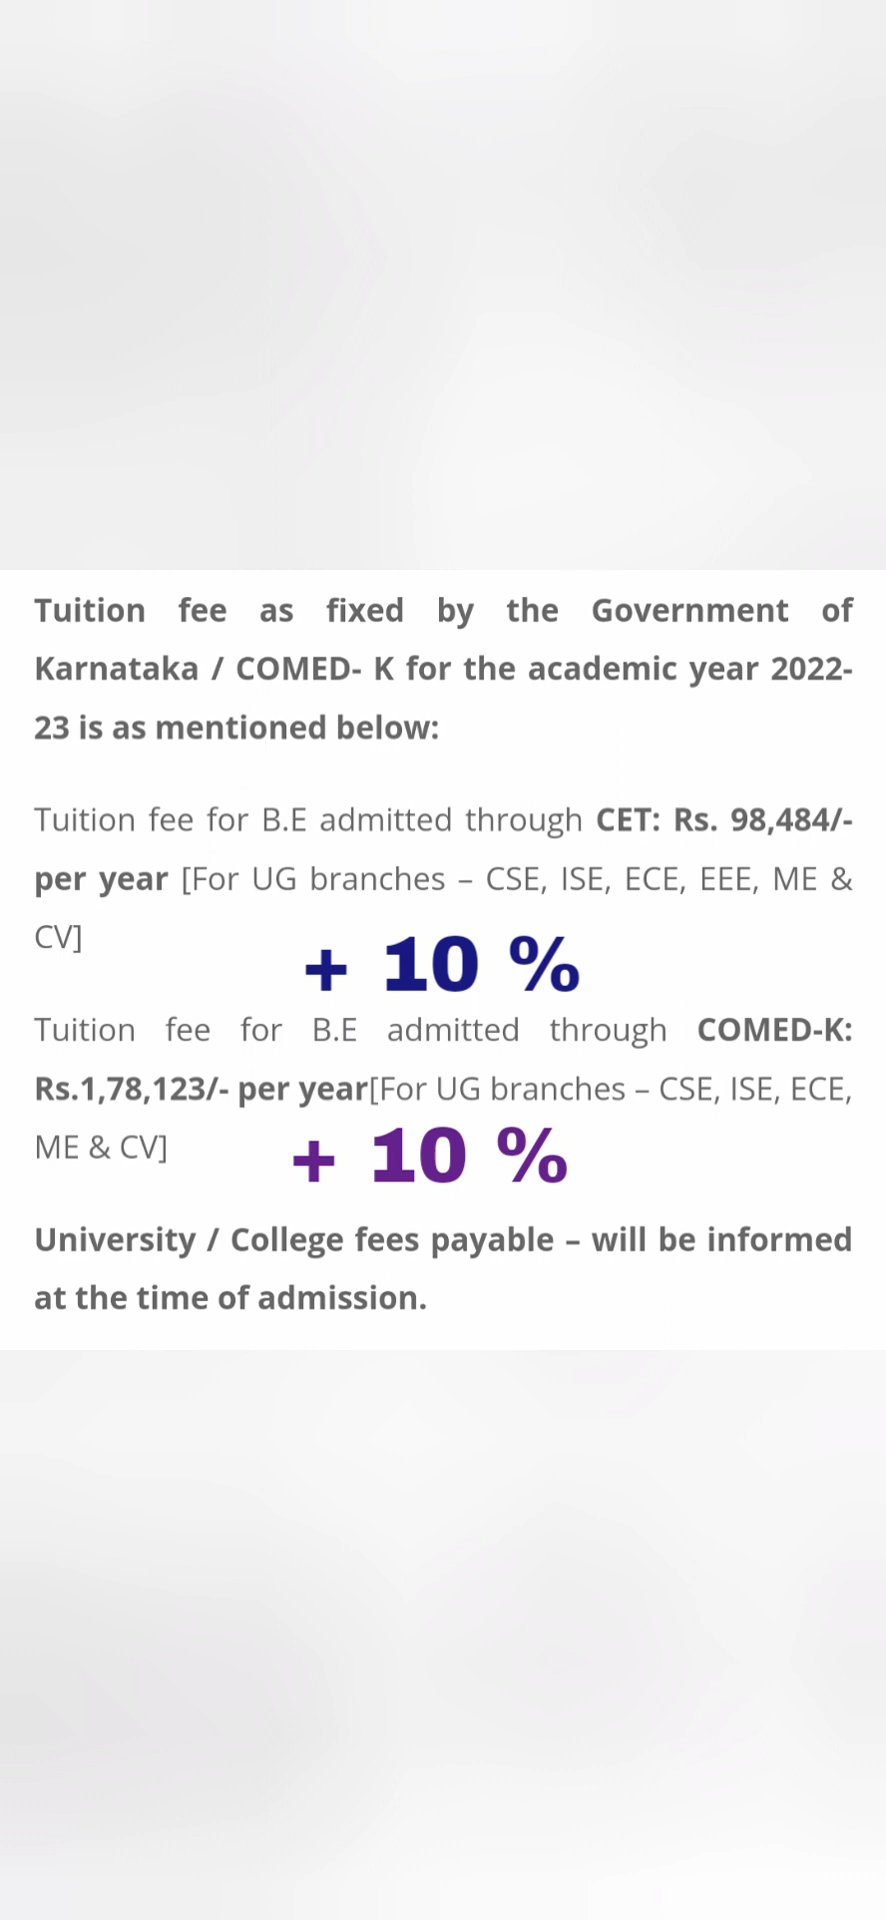 Tuition fee as fixed by the Government of
Karnataka / COMED- K for the academic year 2022-
23 is as mentioned below:
Tuition fee for B.E admitted through CET: Rs. 98,484/-
per year [For UG branches – CSE, ISE, ECE, EEE, ME &
CV]
+ 10 %
Tuition fee for B.E admitted through COMED-K:
Rs.1,78,123/- per year[For UG branches – CSE, ISE, ECE,
ME & CV]
+ 10 %
University / College fees payable – will be informed
at the time of admission.